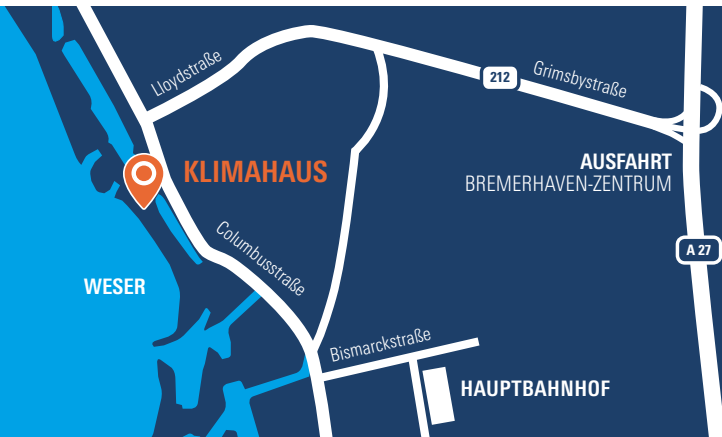 Lloydstraße
212
Grimsbystraße
KLIMAHAUS
AUSFAHRT
BREMERHAVEN-ZENTRUM
Columbusstraße
A 27
WESER
Bismarckstraße
HAUPTBAHNHOF